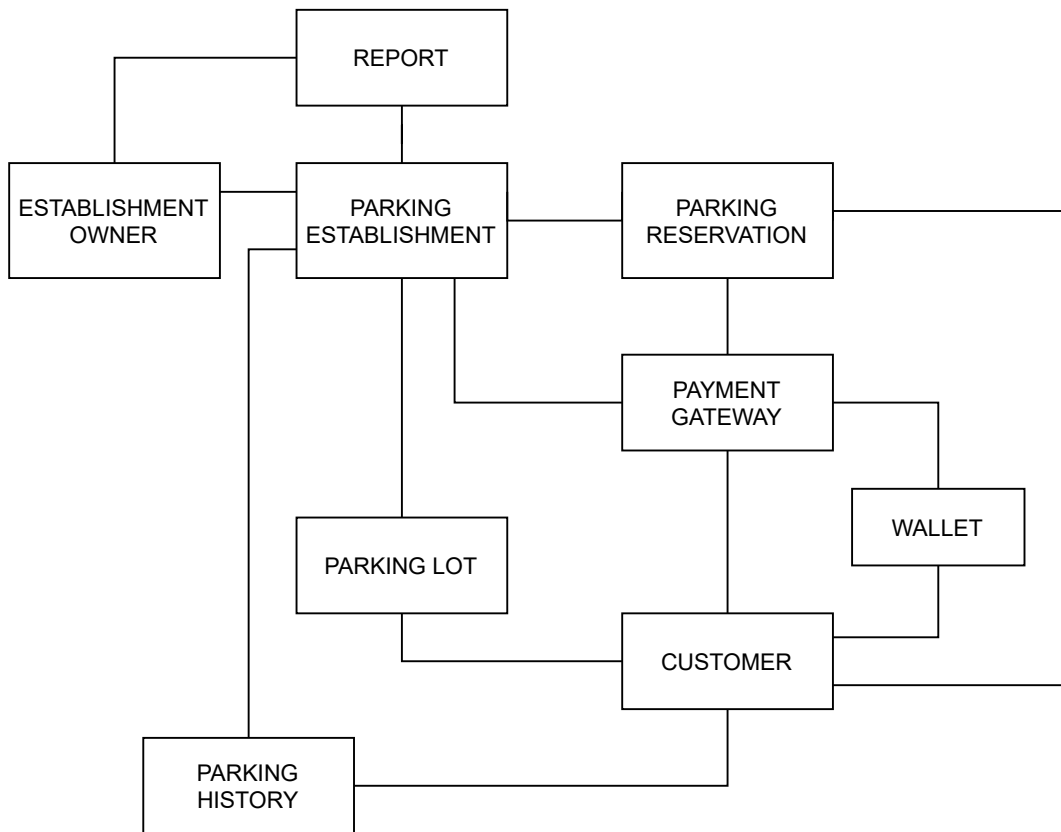 REPORT
ESTABLISHMENT
OWNER
PARKING
ESTABLISHMENT
PARKING
RESERVATION
PAYMENT
GATEWAY
WALLET
PARKING LOT
CUSTOMER
PARKING
HISTORY